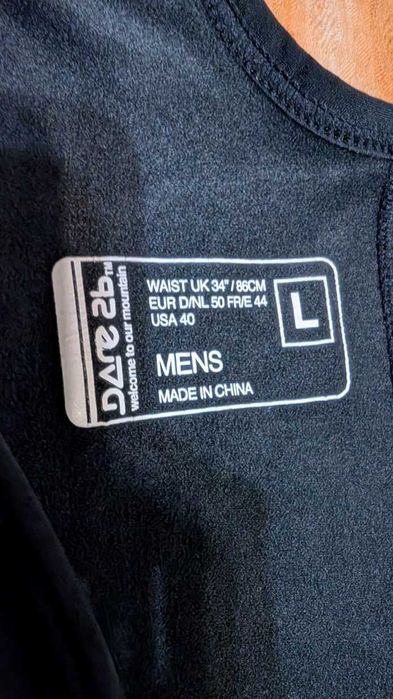 DARE 2b™
welcome to our mountain
WAIST UK 34" / 86CM
EUR D/NL 50 FR/E 44
USA 40
L
MENS
MADE IN CHINA